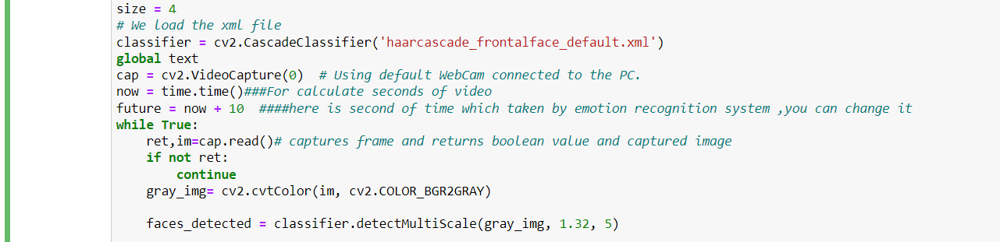 size = 4
# We load the xml file
classifier = cv2.CascadeClassifier('haarcascade_frontalface_default.xml')
global text
cap = cv2.VideoCapture(0)  # Using default WebCam connected to the PC.
now = time.time()###For calculate seconds of video
future = now + 10  ####here is second of time which taken by emotion recognition system ,you can change it
while True:
    ret,im=cap.read()# captures frame and returns boolean value and captured image
    if not ret:
        continue
    gray_img= cv2.cvtColor(im, cv2.COLOR_BGR2GRAY)
    faces_detected = classifier.detectMultiScale(gray_img, 1.32, 5)